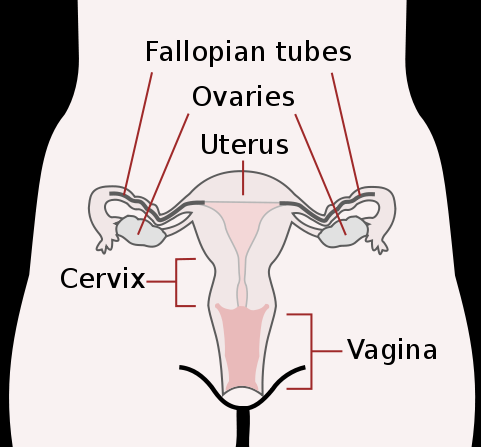 Fallopian tubes
Ovaries
Uterus
Cervix
Vagina